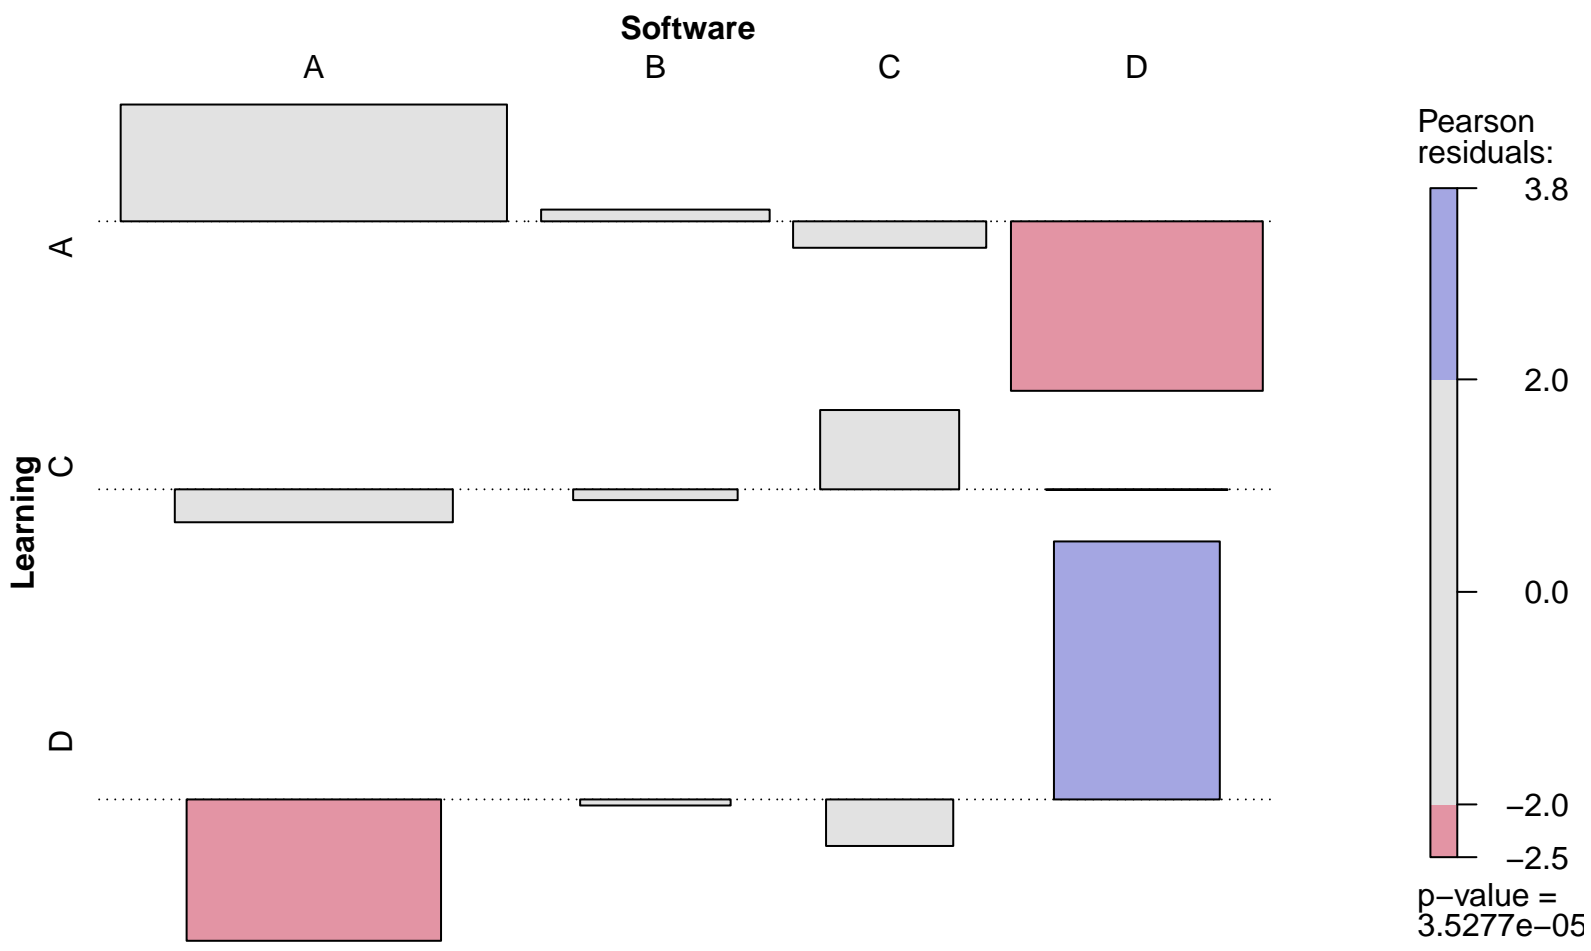 Software
A B C D
A
C
D
Learning
Pearson
residuals:
3.8
2.0
0.0
−2.0
−2.5
p−value =
3.5277e−05